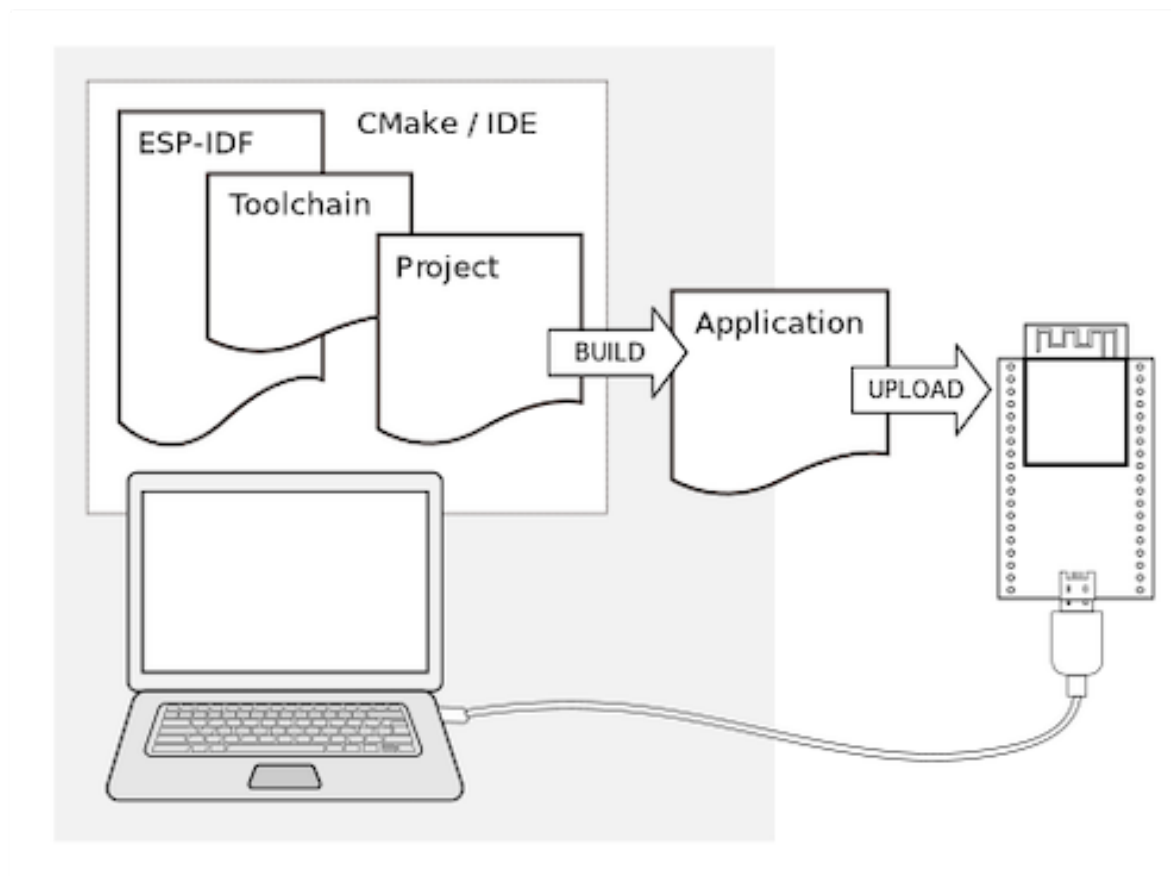 ESP-IDF
CMake / IDE
Toolchain
Project
BUILD
Application
UPLOAD